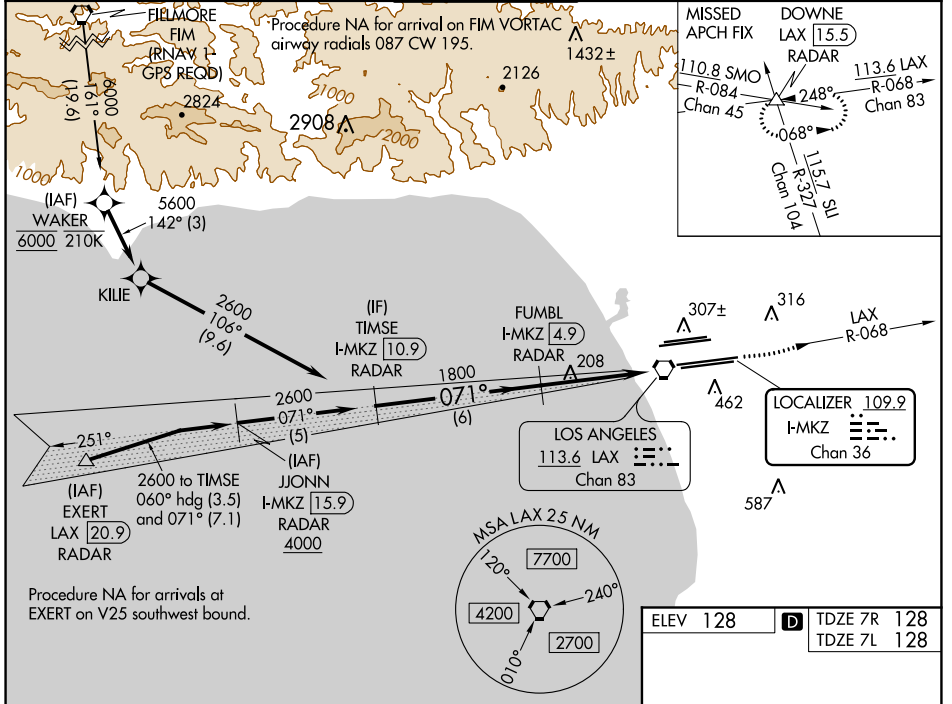 FILLMORE
FIM
(RNAV 1-
GPS REQD)
*Procedure NA for arrival on FIM VORTAC
airway radials 087 CW 195.
1432±
2126
2824
2908
1000
2000
1000
1000
6000
161°
(19.6)
MISSED
APCH FIX
DOWNE
LAX 15.5
RADAR
110.8 SMO
R-084
Chan 45
113.6 LAX
R-068
Chan 83
248°
068°
115.7 SLI
R-327
Chan 104
(IAF)
WAKER
6000 210K
5600
142° (3)
KILIE
2600
106°
(9.6)
(IF)
TIMSE
I-MKZ 10.9
RADAR
FUMBL
I-MKZ 4.9
RADAR
208
307±
316
LAX
R-068
462
587
1800
071°
(6)
2600
071°
(5)
251°
(IAF)
EXERT
LAX 20.9
RADAR
2600 to TIMSE
060° hdg (3.5)
and 071° (7.1)
(IAF)
JJONN
I-MKZ 15.9
RADAR
4000
LOS ANGELES
113.6 LAX
Chan 83
LOCALIZER 109.9
I-MKZ
Chan 36
Procedure NA for arrivals at
EXERT on V25 southwest bound.
MSA LAX 25 NM
120°
7700
240°
4200
2700
010°
ELEV 128
D
TDZE 7R 128
TDZE 7L 128